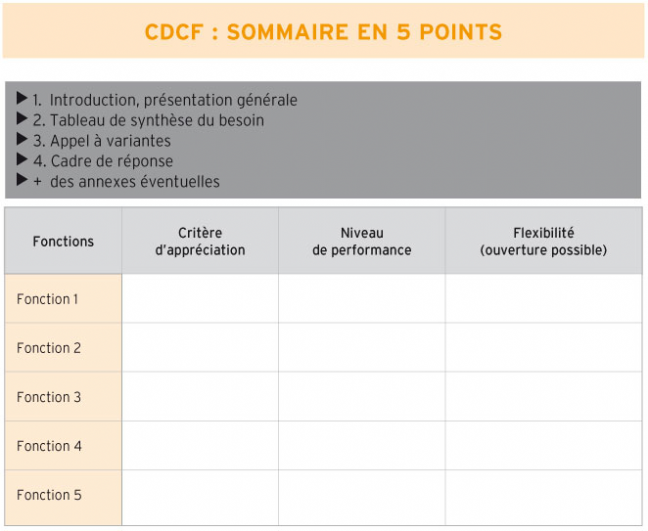 CDCF : SOMMAIRE EN 5 POINTS
▶ 1. Introduction, présentation générale
▶ 2. Tableau de synthèse du besoin
▶ 3. Appel à variantes
▶ 4. Cadre de réponse
▶ + des annexes éventuelles
Fonctions
Critère
d'appréciation
Niveau
de performance
Flexibilité
(ouverture possible)
Fonction 1
Fonction 2
Fonction 3
Fonction 4
Fonction 5